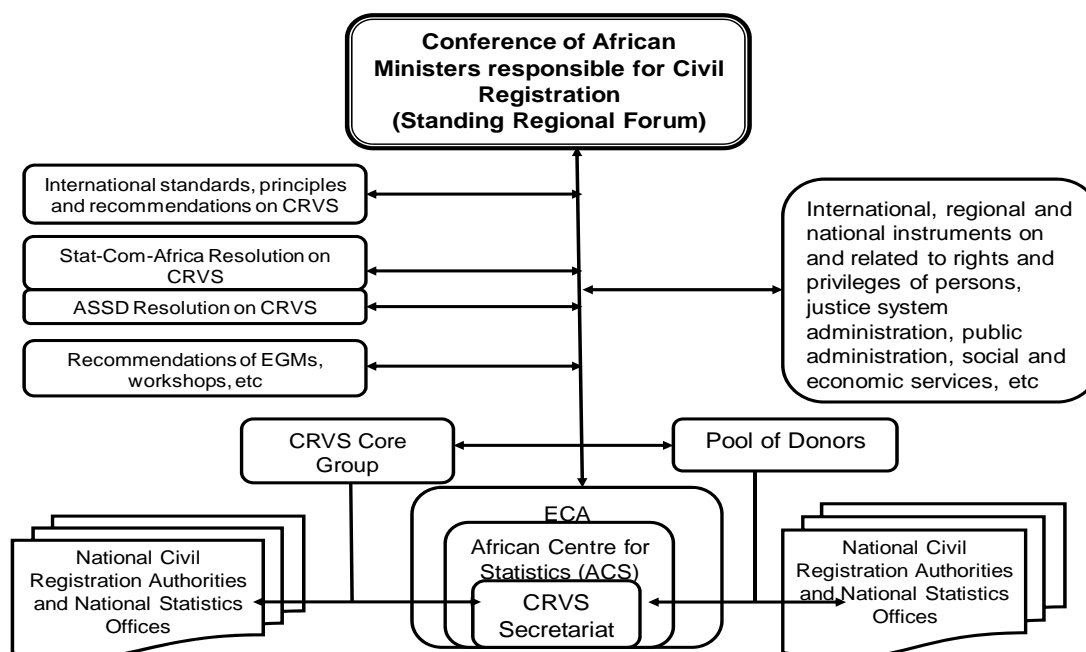 Conference of African
Ministers responsible for Civil
Registration
(Standing Regional Forum)
International standards, principles
and recommendations on CRVS
Stat-Com-Africa Resolution on
CRVS
ASSD Resolution on CRVS
Recommendations of EGMs,
workshops, etc
International, regional and
national instruments on
and related to rights and
privileges of persons,
justice system
administration, public
administration, social and
economic services, etc
CRVS Core
Group
Pool of Donors
ECA
African Centre for
Statistics (ACS)
CRVS
Secretariat
National Civil
Registration Authorities
and National Statistics
Offices
National Civil
Registration Authorities
and National Statistics
Offices